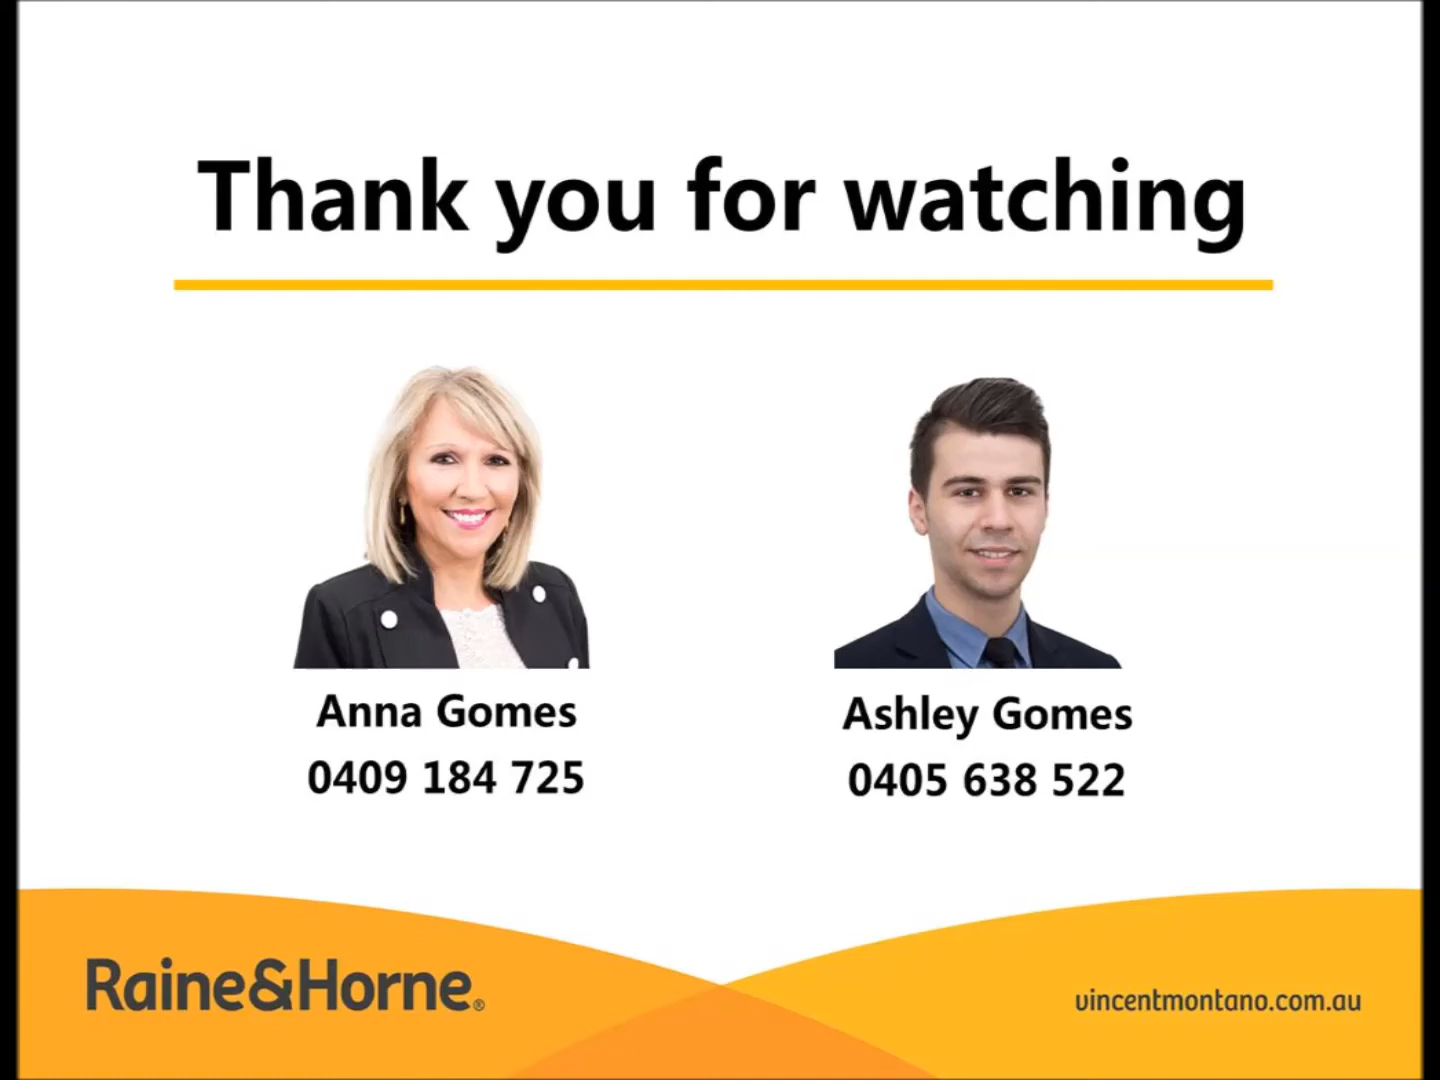 Thank you for watching
Anna Gomes
0409 184 725
Ashley Gomes
0405 638 522
Raine&Horne®
vincentmontano.com.au